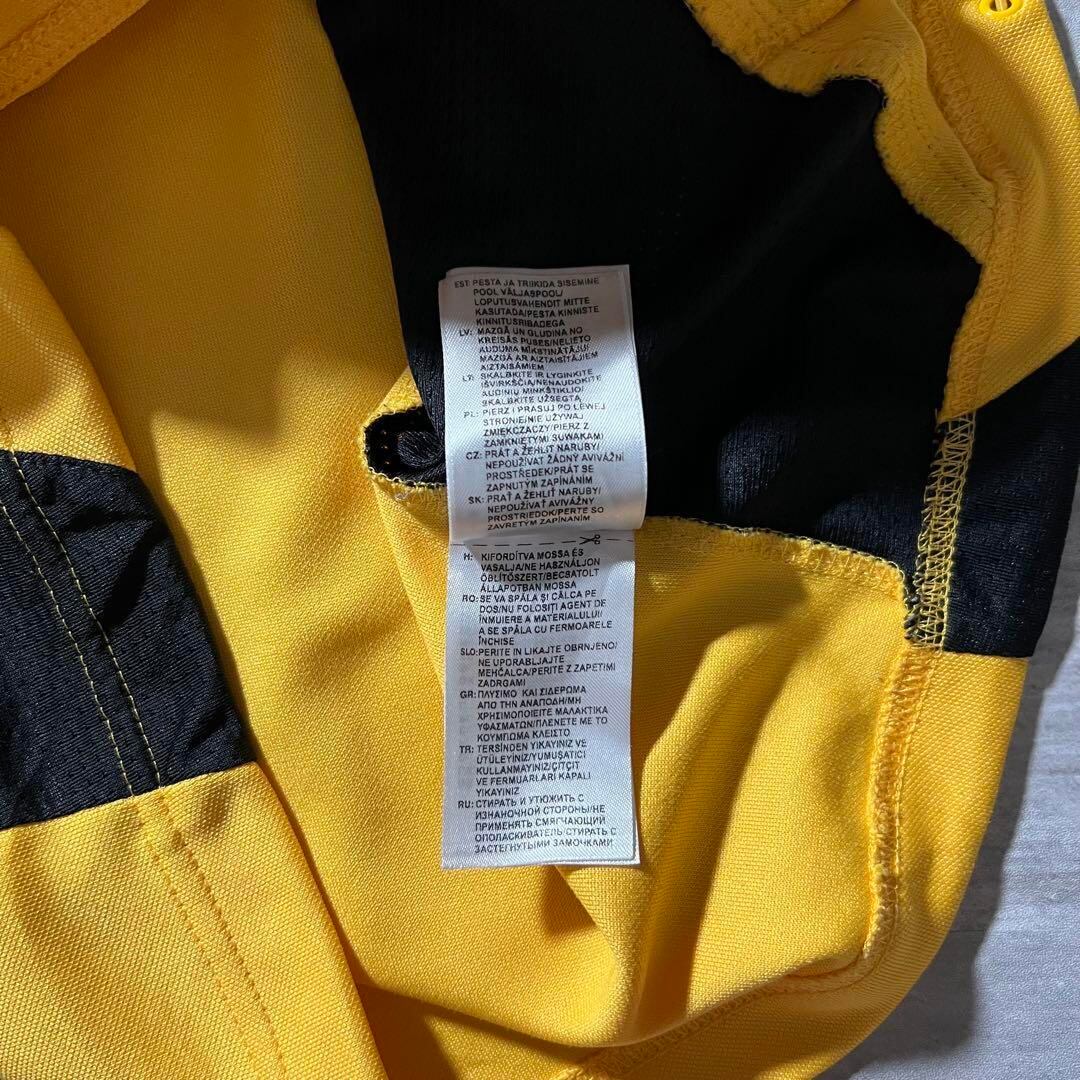 EST: PESTA JA TRIIKIDA SISEMINE
POOL VÄLJASPOOL/
LOPUTUSVAHENDIT MITTE
KASUTADA/PESTA KINNISTE
KINNITUSRIBADEGA
LV: MAZGĀ UN GLUDINA NO
KREISĀS PUSES/NELIETO
AUDUMA MĪKSTINĀTĀJU/
MAZGĀ AR AIZTAISĪTĀJIEM
AIZTAISĀMIEM
LT: SKALBKITE IR LYGINKITE
IŠVIRKŠČIA/NENAUDOKITE
AUDINIŲ MINKŠTIKLIO/
SKALBKITE UŽSEGTĄ
PL: PIERZ I PRASUJ PO LEWEJ
STRONIE/NIE UŻYWAJ
ZMIĘKCZACZY/PIERZ Z
ZAMKNIĘTYMI SUWAKAMI
CZ: PRÁT A ŽEHLIT NARUBY/
NEPOUŽÍVAT ŽÁDNÝ AVIVÁŽNÍ
PROSTŘEDEK/PRÁT SE
ZAPNUTÝM ZAPÍNÁNÍM
SK: PRAŤ A ŽEHLIŤ NARUBY/
NEPOUŽÍVAŤ AVIVÁŽNY
PROSTRIEDOK/PERTE SO
ZAVRETÝM ZAPÍNANÍM
H: KIFORDÍTVA MOSSA ÉS
VASALJA/NE HASZNÁLJON
ÖBLÍTŐSZERT/BECSATOLT
ÁLLAPOTBAN MOSSA
RO: SE VA SPĂLA ȘI CĂLCA PE
DOS/NU FOLOSIȚI AGENT DE
ÎNMUIERE A MATERIALULUI/
A SE SPĂLA CU FERMOARELE
ÎNCHISE
SLO: PERITE IN LIKAJTE OBRNJENO/
NE UPORABLJAJTE
MEHČALCA/PERITE Z ZAPETIMI
ZADRGAMI
GR: ΠΛΥΣΙΜΟ ΚΑΙ ΣΙΔΕΡΩΜΑ
ΑΠΟ ΤΗΝ ΑΝΑΠΟΔΗ/ΜΗ
ΧΡΗΣΙΜΟΠΟΙΕΙΤΕ ΜΑΛΑΚΤΙΚΑ
ΥΦΑΣΜΑΤΩΝ/ΠΛΕΝΕΤΕ ΜΕ ΤΟ
ΚΟΥΜΠΩΜΑ ΚΛΕΙΣΤΟ
TR: TERSİNDEN YIKAYINIZ VE
ÜTÜLEYİNİZ/YUMUŞATICI
KULLANMAYINIZ/ÇITÇIT
VE FERMUARLARI KAPALI
YIKAYINIZ
RU: СТИРАТЬ И УТЮЖИТЬ С
ИЗНАНОЧНОЙ СТОРОНЫ/НЕ
ПРИМЕНЯТЬ СМЯГЧАЮЩИЙ
ОПОЛАСКИВАТЕЛЬ/СТИРАТЬ С
ЗАСТЕГНУТЫМИ ЗАМОЧКАМИ